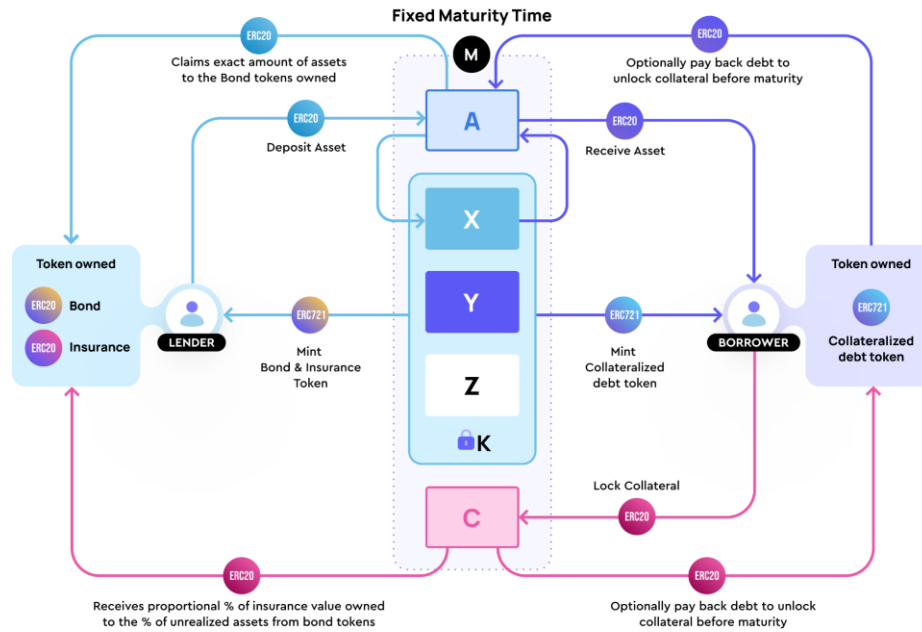 Fixed Maturity Time
M
ERC20
Claims exact amount of assets
to the Bond tokens owned
ERC20
Optionally pay back debt to
unlock collateral before maturity
ERC20
Deposit Asset
A
ERC20
Receive Asset
X
Token owned
ERC20 Bond
ERC20 Insurance
LENDER
ERC721
Mint
Bond & Insurance
Token
Y
ERC721
Mint
Collateralized
debt token
BORROWER
Token owned
ERC721
Collateralized
debt token
Z
K
Lock Collateral
ERC20
C
ERC20
Receives proportional % of insurance value owned
to the % of unrealized assets from bond tokens
ERC20
Optionally pay back debt to unlock
collateral before maturity